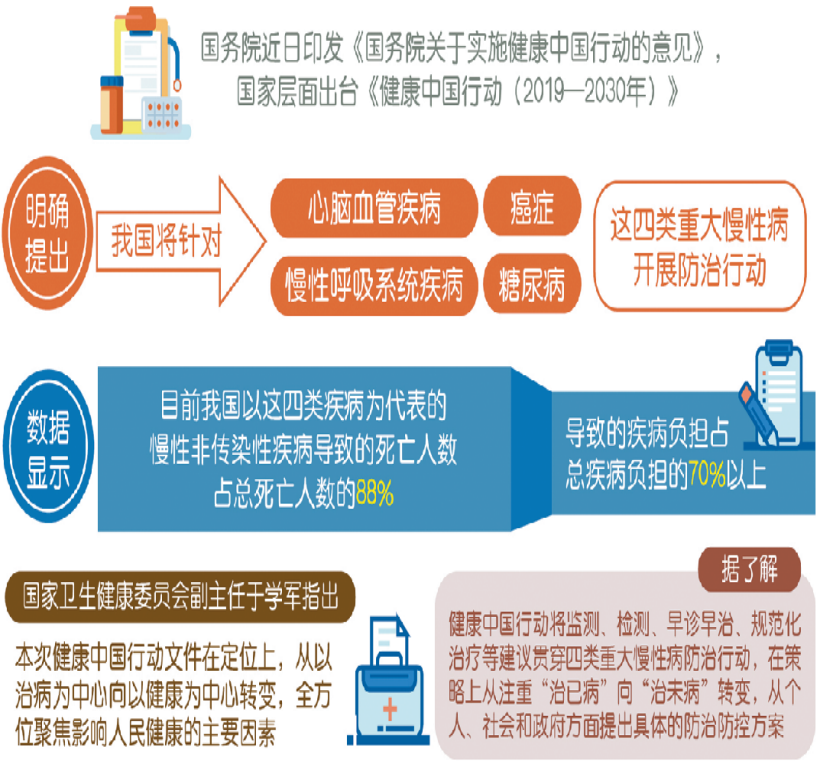 国务院近日印发《国务院关于实施健康中国行动的意见》，
国家层面出台《健康中国行动（2019—2030年）》
明确
提出
我国将针对
心脑血管疾病
癌症
慢性呼吸系统疾病
糖尿病
这四类重大慢性病
开展防治行动
数据
显示
目前我国以这四类疾病为代表的
慢性非传染性疾病导致的死亡人数
占总死亡人数的88%
导致的疾病负担占
总疾病负担的70%以上
国家卫生健康委员会副主任于学军指出
本次健康中国行动文件在定位上，从以
治病为中心向以健康为中心转变，全方
位聚焦影响人民健康的主要因素
据了解
健康中国行动将监测、检测、早诊早治、规范化
治疗等建议贯穿四类重大慢性病防治行动，在策
略上从注重“治已病”向“治未病”转变，从个
人、社会和政府方面提出具体的防治防控方案